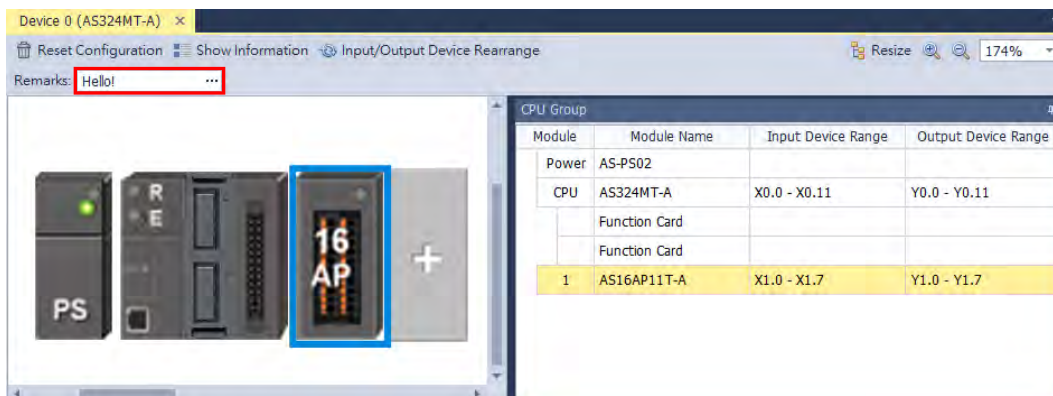 Device 0 (AS324MT-A) ×
Reset Configuration Show Information Input/Output Device Rearrange Resize 174%
Remarks: Hello! ...
CPU Group
Module Module Name Input Device Range Output Device Range
Power AS-PS02
CPU AS324MT-A X0.0 - X0.11 Y0.0 - Y0.11
Function Card
Function Card
1 AS16AP11T-A X1.0 - X1.7 Y1.0 - Y1.7
R
E
16
AP
+
PS